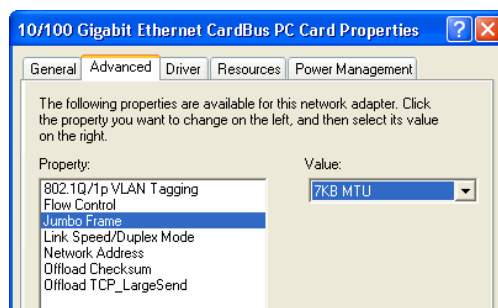 10/100 Gigabit Ethernet CardBus PC Card Properties
General Advanced Driver Resources Power Management
The following properties are available for this network adapter. Click
the property you want to change on the left, and then select its value
on the right.
Property:
Value:
802.1Q/1p VLAN Tagging
Flow Control
Jumbo Frame
Link Speed/Duplex Mode
Network Address
Offload Checksum
Offload TCP_LargeSend
7KB MTU